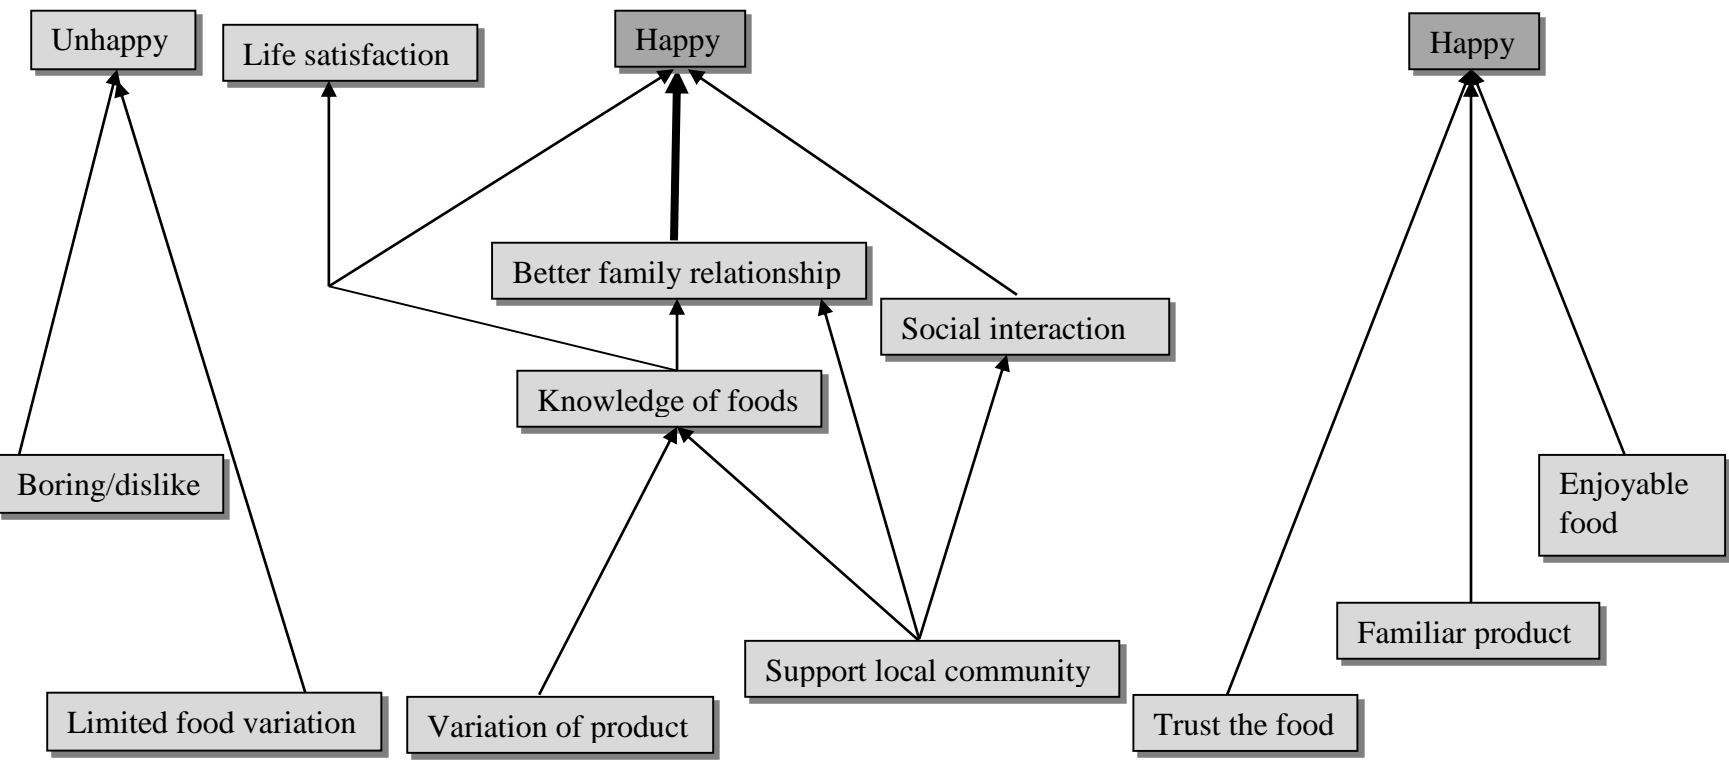 Unhappy
Life satisfaction
Happy
Happy
Better family relationship
Social interaction
Knowledge of foods
Boring/dislike
Enjoyable
food
Familiar product
Support local community
Limited food variation
Variation of product
Trust the food